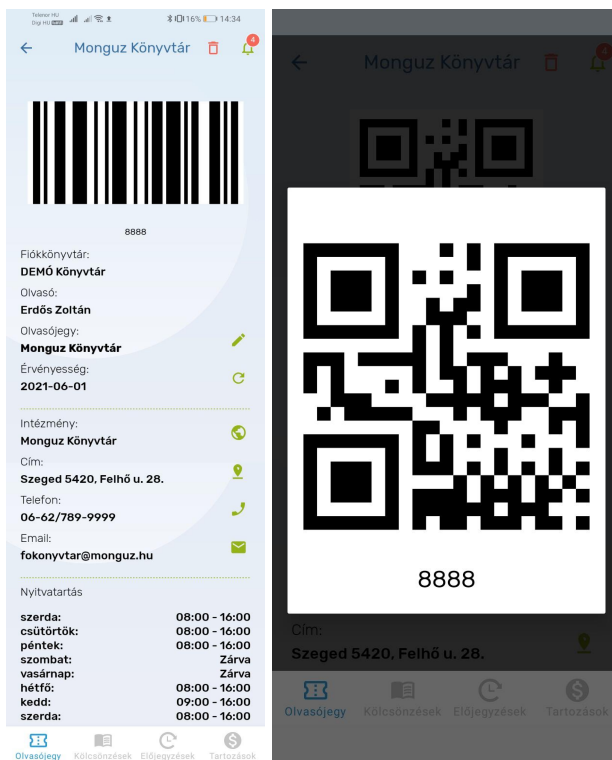 Telenor HU
Digi HU VoWiFi
16% 14:34
Monguz Könyvtár
4
8888
Fiókkönyvtár:
DEMÓ Könyvtár
Olvasó:
Erdős Zoltán
Olvasójegy:
Monguz Könyvtár
Érvényesség:
2021-06-01
Intézmény:
Monguz Könyvtár
Cím:
Szeged 5420, Felhő u. 28.
Telefon:
06-62/789-9999
Email:
fokonyvtar@monguz.hu
Nyitvatartás
szerda: 08:00 - 16:00
csütörtök: 08:00 - 16:00
péntek: 08:00 - 16:00
szombat: Zárva
vasárnap: Zárva
hétfő: 08:00 - 16:00
kedd: 09:00 - 16:00
szerda: 08:00 - 16:00
Olvasójegy Kölcsönzések Előjegyzések Tartozások
Monguz Könyvtár
4
8888
Cím:
Szeged 5420, Felhő u. 28.
Olvasójegy Kölcsönzések Előjegyzések Tartozások